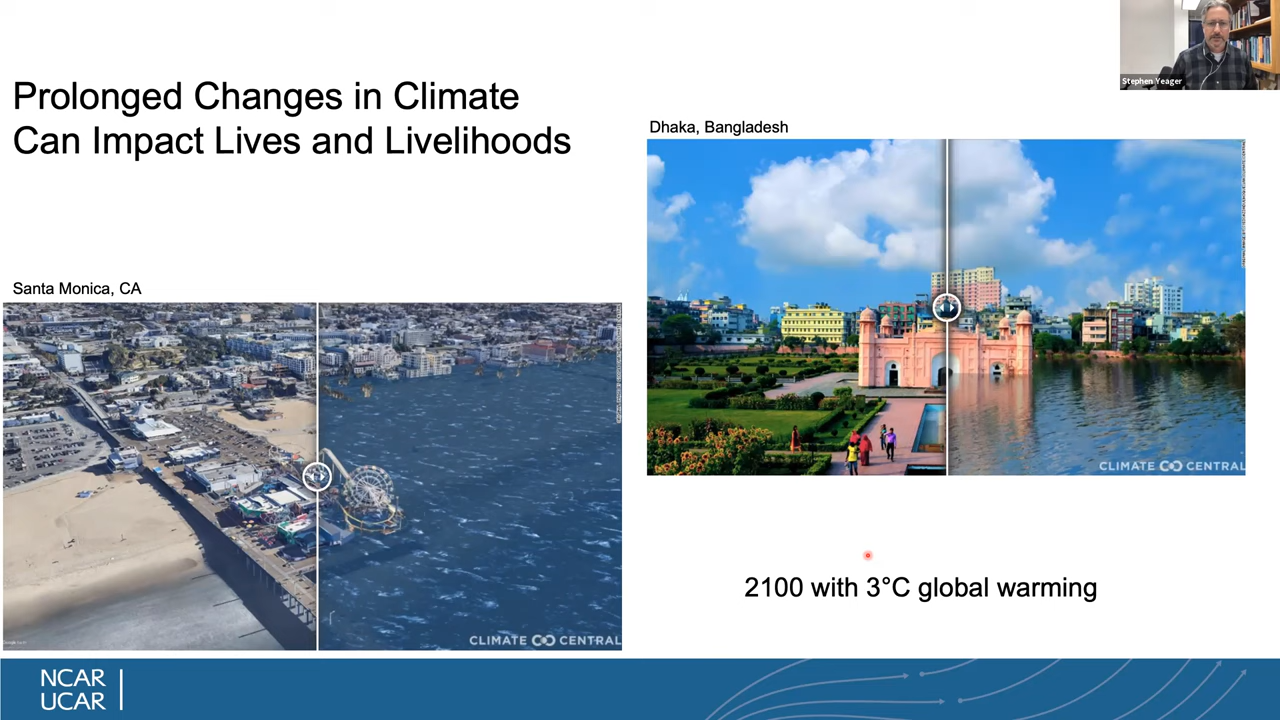 Stephen Yeager
Prolonged Changes in Climate
Can Impact Lives and Livelihoods
Dhaka, Bangladesh
CLIMATE CENTRAL
Santa Monica, CA
CLIMATE CENTRAL
2100 with 3°C global warming
NCAR
UCAR